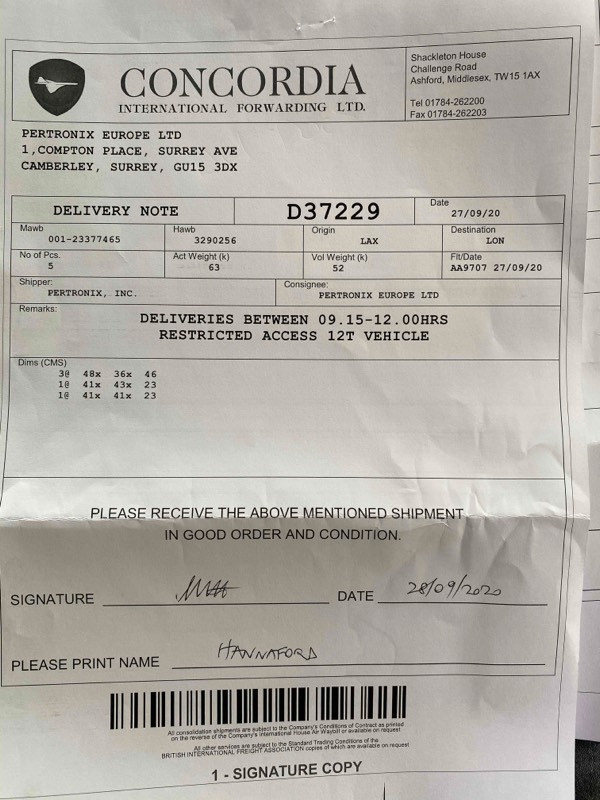 CONCORDIA
INTERNATIONAL FORWARDING LTD.
Shackleton House
Challenge Road
Ashford, Middlesex, TW15 1AX
Tel 01784-262200
Fax 01784-262203
PERTRONIX EUROPE LTD
1,COMPTON PLACE, SURREY AVE
CAMBERLEY, SURREY, GU15 3DX
DELIVERY NOTE
D37229
Date
27/09/20
Mawb
001-23377465
Hawb
3290256
Origin
LAX
Destination
LON
No of Pcs.
5
Act Weight (k)
63
Vol Weight (k)
52
Flt/Date
AA9707 27/09/20
Shipper:
PERTRONIX, INC.
Consignee:
PERTRONIX EUROPE LTD
Remarks:
DELIVERIES BETWEEN 09.15-12.00HRS
RESTRICTED ACCESS 12T VEHICLE
Dims (CMS)
3@ 48x 36x 46
1@ 41x 43x 23
1@ 41x 41x 23
PLEASE RECEIVE THE ABOVE MENTIONED SHIPMENT
IN GOOD ORDER AND CONDITION.
SIGNATURE
DATE 28/09/2020
PLEASE PRINT NAME HANNAFORD
All consolidation shipments are subject to the Company's Conditions of Contract as printed
on the reverse of the Company's International House Air Waybill or available on request
All other services are subject to the Standard Trading Conditions of the
BRITISH INTERNATIONAL FREIGHT ASSOCIATION copies of which are available on request
1 - SIGNATURE COPY